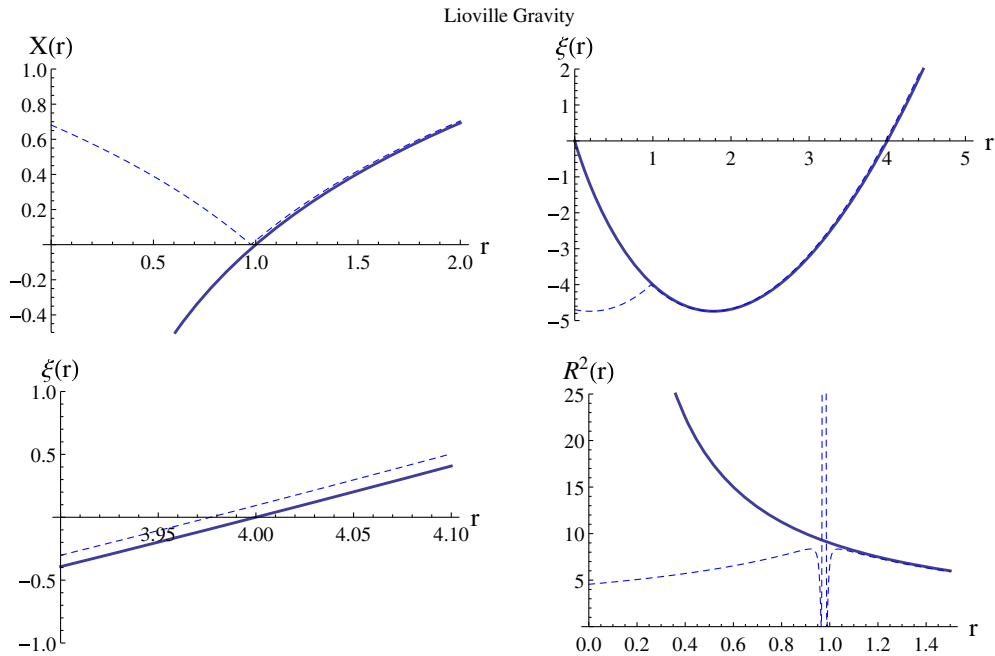 Lioville Gravity
X(r)
1.0
0.8
0.6
0.4
0.2
−0.2
−0.4
0.5 1.0 1.5 2.0 r
ξ(r)
2
1
−1
−2
−3
−4
−5
1 2 3 4 5 r
ξ(r)
1.0
0.5
−0.5
−1.0
3.95 4.00 4.05 4.10 r
R²(r)
25
20
15
10
5
0.0 0.2 0.4 0.6 0.8 1.0 1.2 1.4 r